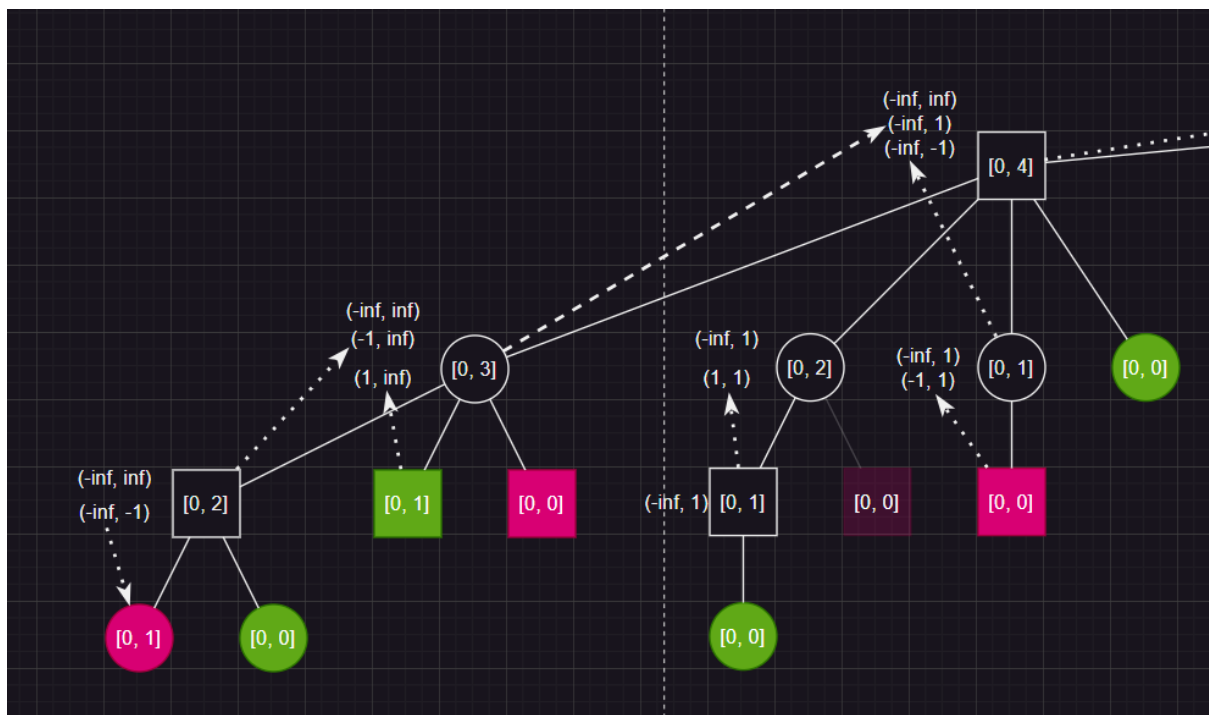 (-inf, inf)
(-inf, 1)
(-inf, -1)
[0, 4]
(-inf, inf)
(-1, inf)
(1, inf)
[0, 3]
(-inf, 1)
(1, 1)
[0, 2]
(-inf, 1)
(-1, 1)
[0, 1]
[0, 0]
(-inf, inf)
(-inf, -1)
[0, 2]
[0, 1]
[0, 0]
(-inf, 1)
[0, 1]
[0, 0]
[0, 0]
[0, 1]
[0, 0]
[0, 0]